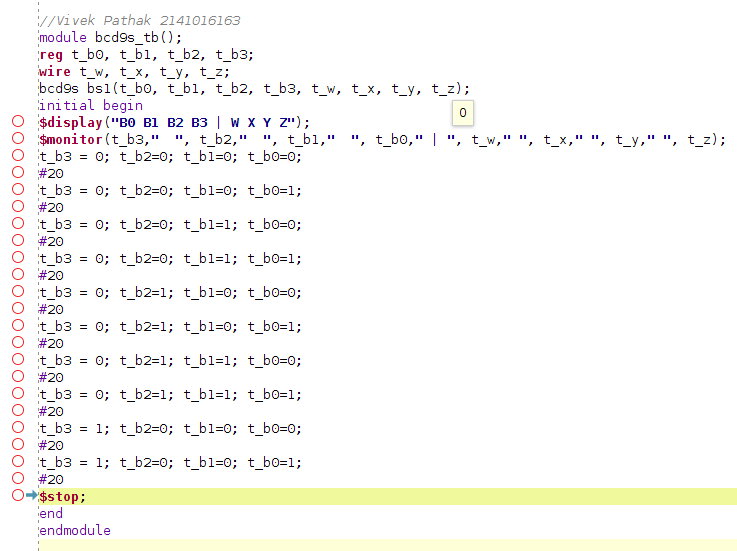 //Vivek Pathak 2141016163
module bcd9s_tb();
reg t_b0, t_b1, t_b2, t_b3;
wire t_w, t_x, t_y, t_z;
bcd9s bs1(t_b0, t_b1, t_b2, t_b3, t_w, t_x, t_y, t_z);
initial begin
0
$display("B0 B1 B2 B3 | W X Y Z");
$monitor(t_b3,"  ", t_b2,"  ", t_b1,"  ", t_b0," | ", t_w," ", t_x," ", t_y," ", t_z);
t_b3 = 0; t_b2=0; t_b1=0; t_b0=0;
#20
t_b3 = 0; t_b2=0; t_b1=0; t_b0=1;
#20
t_b3 = 0; t_b2=0; t_b1=1; t_b0=0;
#20
t_b3 = 0; t_b2=0; t_b1=1; t_b0=1;
#20
t_b3 = 0; t_b2=1; t_b1=0; t_b0=0;
#20
t_b3 = 0; t_b2=1; t_b1=0; t_b0=1;
#20
t_b3 = 0; t_b2=1; t_b1=1; t_b0=0;
#20
t_b3 = 0; t_b2=1; t_b1=1; t_b0=1;
#20
t_b3 = 1; t_b2=0; t_b1=0; t_b0=0;
#20
t_b3 = 1; t_b2=0; t_b1=0; t_b0=1;
#20
$stop;
end
endmodule